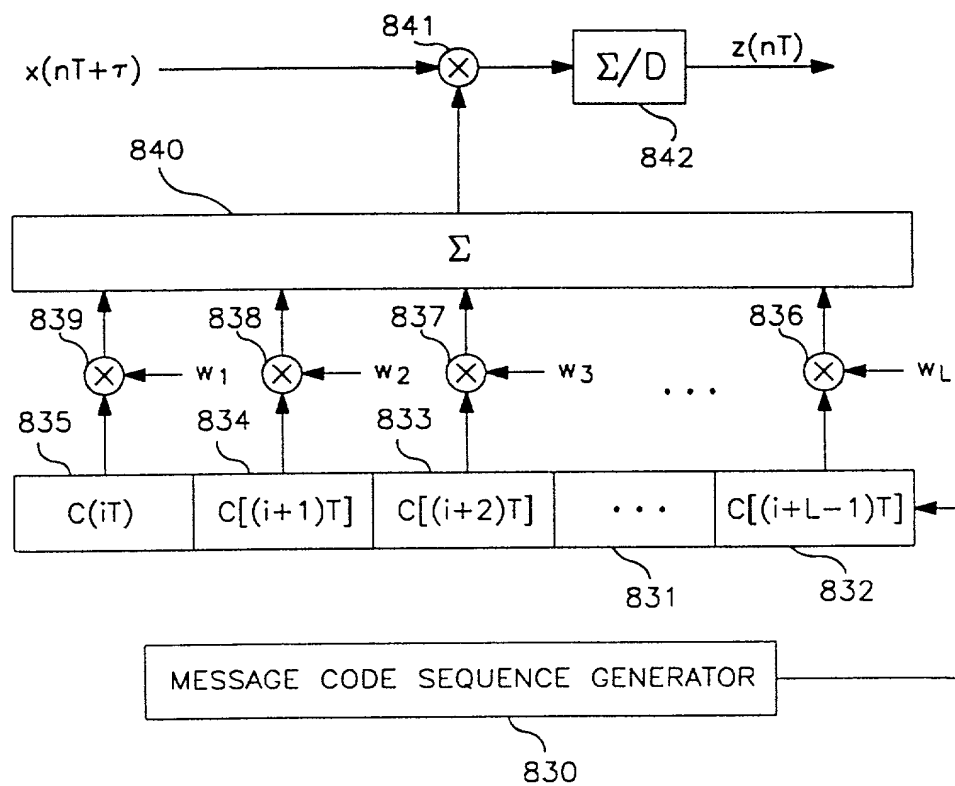 841
x(nT+τ)
×
Σ/D
z(nT)
842
840
Σ
839
838
837
836
×
w1
×
w2
×
w3
...
×
wL
835
834
833
C(iT)
C[(i+1)T]
C[(i+2)T]
...
C[(i+L-1)T]
831
832
MESSAGE CODE SEQUENCE GENERATOR
830